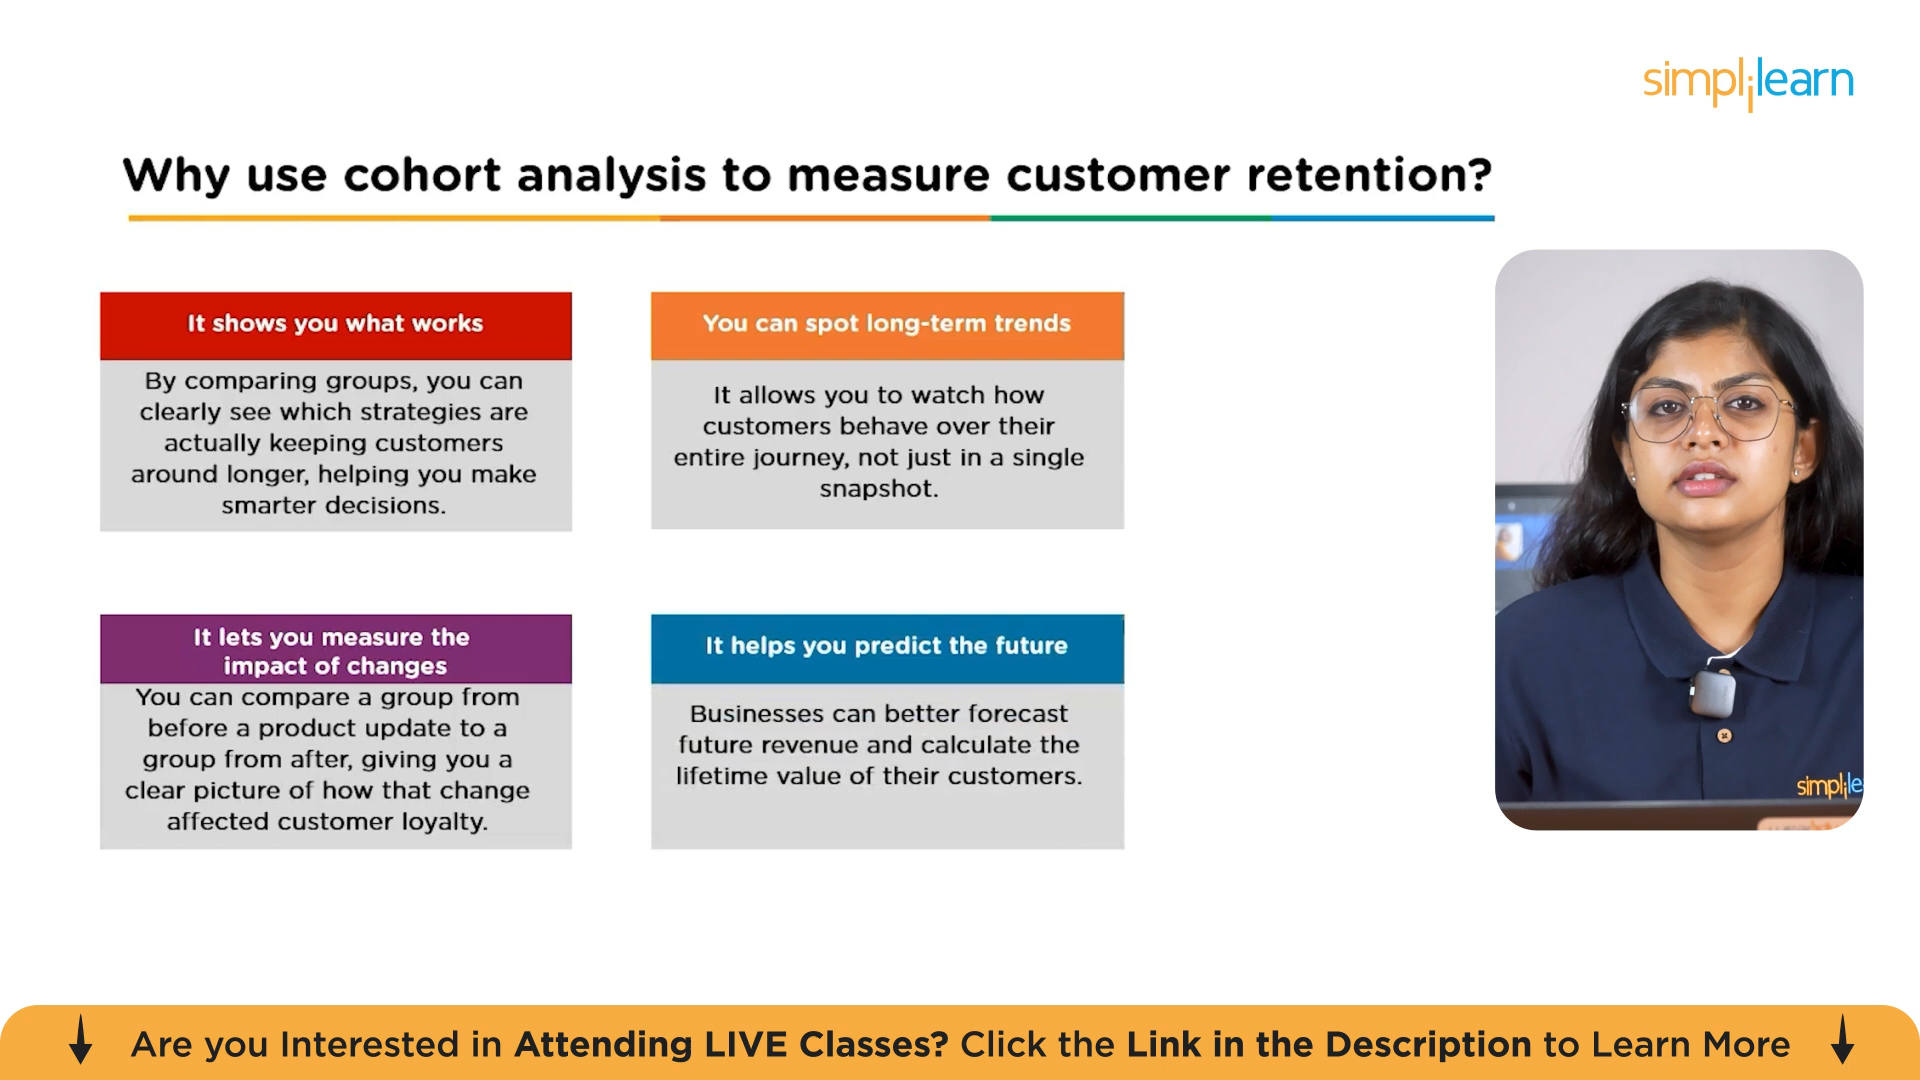 simplilearn
Why use cohort analysis to measure customer retention?
It shows you what works
By comparing groups, you can
clearly see which strategies are
actually keeping customers
around longer, helping you make
smarter decisions.
You can spot long-term trends
It allows you to watch how
customers behave over their
entire journey, not just in a single
snapshot.
It lets you measure the
impact of changes
You can compare a group from
before a product update to a
group from after, giving you a
clear picture of how that change
affected customer loyalty.
It helps you predict the future
Businesses can better forecast
future revenue and calculate the
lifetime value of their customers.
simplile
Are you Interested in Attending LIVE Classes? Click the Link in the Description to Learn More